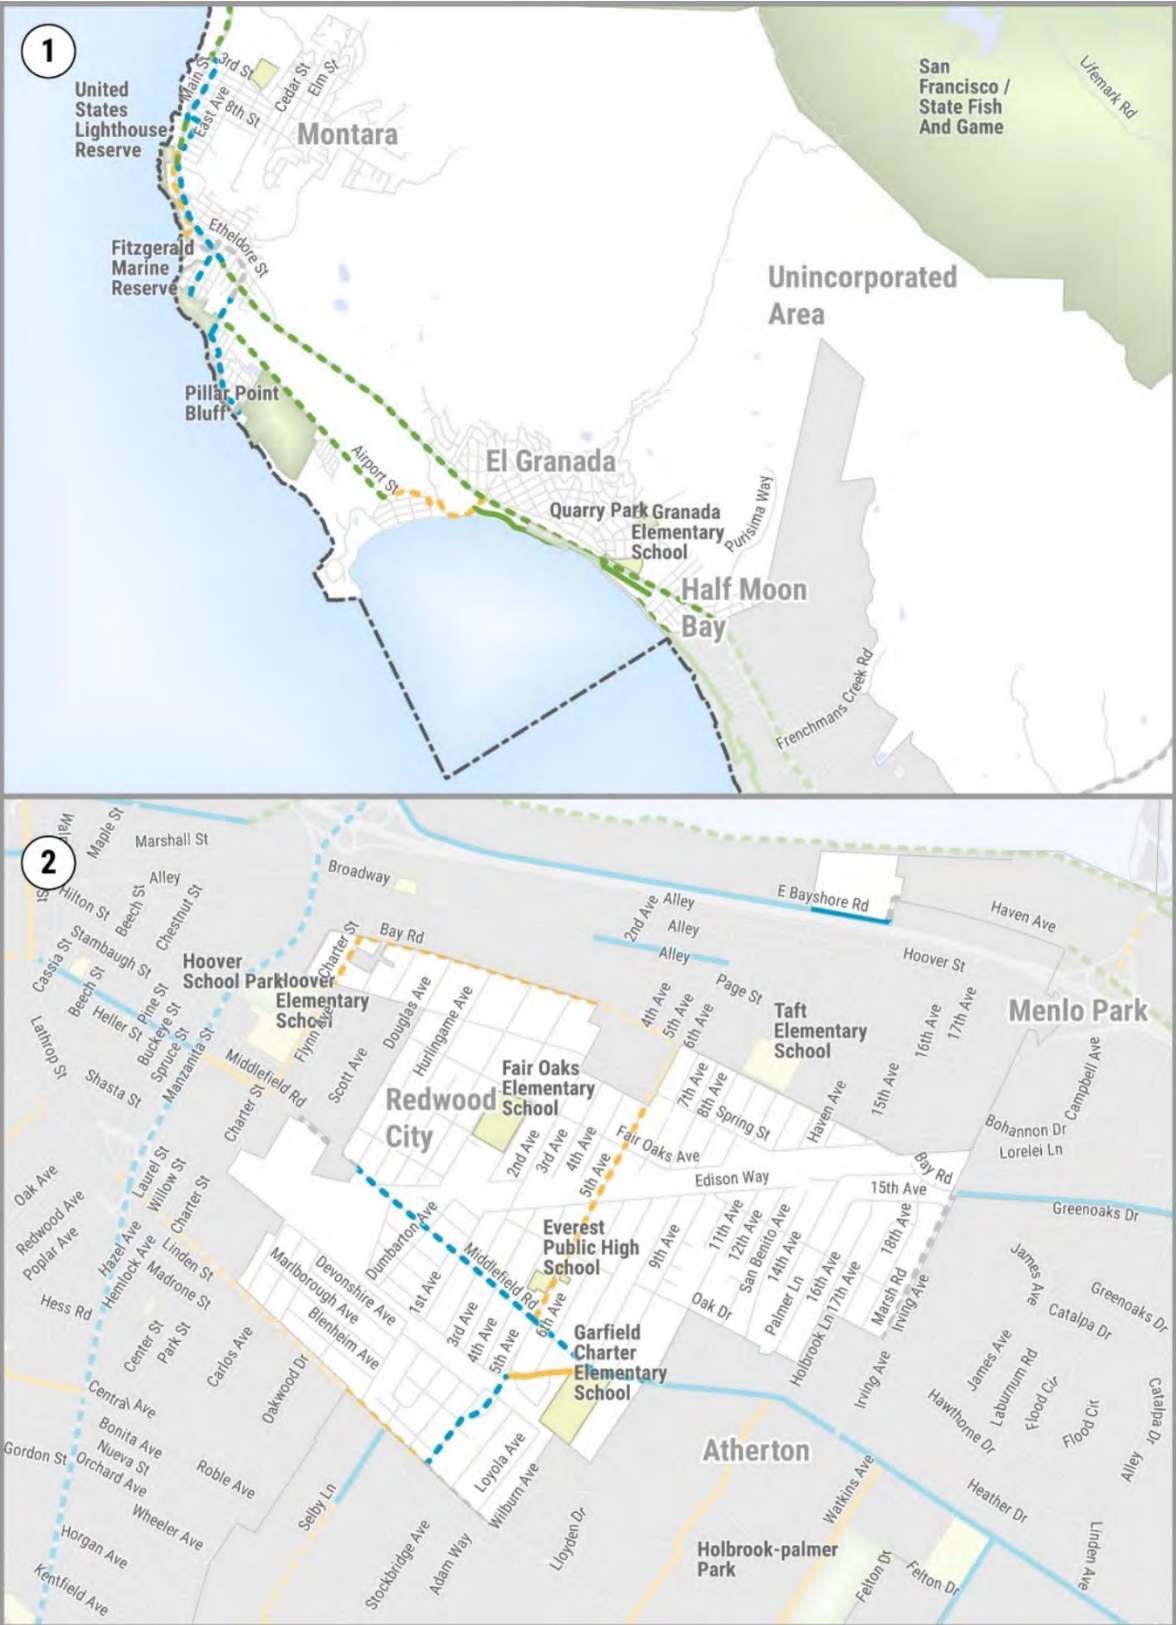 1
United
States
Lighthouse
Reserve
Main St
3rd St
East Ave
8th St
Cedar St
Elm St
Montara
San
Francisco /
State Fish
And Game
Lifemark Rd
Etheldore St
Fitzgerald
Marine
Reserve
Unincorporated
Area
Pillar Point
Bluff
Airport St
El Granada
Quarry Park
Granada
Elementary
School
Purisima Way
Half Moon
Bay
Frenchmans Creek Rd
2
Maple St
Marshall St
Alley
Hilton St
Beech St
Chestnut St
Stambaugh St
Cassia St
Beech St
Broadway
2nd Ave
Alley
Alley
Alley
E Bayshore Rd
Haven Ave
Hoover St
Charter St
Bay Rd
Hoover
School Park
Hoover
Elementary
School
Flynn Ave
Pine St
Buckeye St
Spruce St
Heller St
Manzanita St
Lathrop St
Shasta St
Middlefield Rd
Charter St
Scott Ave
Douglas Ave
Hurlingame Ave
Page St
4th Ave
5th Ave
6th Ave
Taft
Elementary
School
16th Ave
17th Ave
Menlo Park
Campbell Ave
Redwood
City
Fair Oaks
Elementary
School
7th Ave
8th Ave
Spring St
Haven Ave
15th Ave
Bohannon Dr
Lorelei Ln
2nd Ave
3rd Ave
4th Ave
5th Ave
Fair Oaks Ave
Edison Way
Bay Rd
15th Ave
Greenoaks Dr
Oak Ave
Redwood Ave
Poplar Ave
Laurel St
Willow St
Charter St
Hazel Ave
Hemlock Ave
Linden St
Madrone St
Hess Rd
Center St
Park St
Carlos Ave
Oakwood Dr
Marlborough Ave
Devonshire Ave
Blenheim Ave
Dumbarton Ave
1st Ave
3rd Ave
4th Ave
5th Ave
6th Ave
Middlefield Rd
Everest
Public High
School
9th Ave
11th Ave
12th Ave
San Benito Ave
14th Ave
Palmer Ln
16th Ave
17th Ave
Holbrook Ln
18th Ave
Marsh Rd
Irving Ave
Irving Ave
Oak Dr
Garfield
Charter
Elementary
School
James Ave
Greenoaks Dr
Catalpa Dr
James Ave
Laburnum Rd
Flood Cir
Flood Cir
Hawthorne Dr
Catalpa Dr
Alley
Central Ave
Bonita Ave
Nueva St
Orchard Ave
Gordon St
Roble Ave
Wheeler Ave
Horgan Ave
Kentfield Ave
Selby Ln
Stockbridge Ave
Adam Way
Loyola Ave
Wilburn Ave
Lloyden Dr
Atherton
Watkins Ave
Heather Dr
Holbrook-palmer
Park
Felton Dr
Felton Dr
Linden Ave